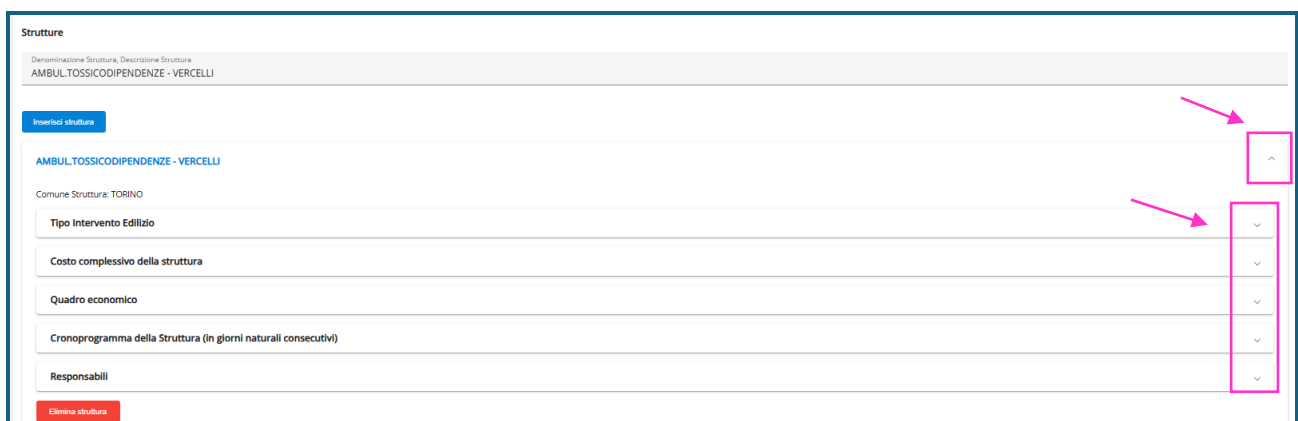 Strutture
Denominazione Struttura, Descrizione Struttura
AMBUL.TOSSICODIPENDENZE - VERCELLI
Inserisci struttura
AMBUL.TOSSICODIPENDENZE - VERCELLI
Comune Struttura: TORINO
Tipo Intervento Edilizio
Costo complessivo della struttura
Quadro economico
Cronoprogramma della Struttura (in giorni naturali consecutivi)
Responsabili
Elimina struttura